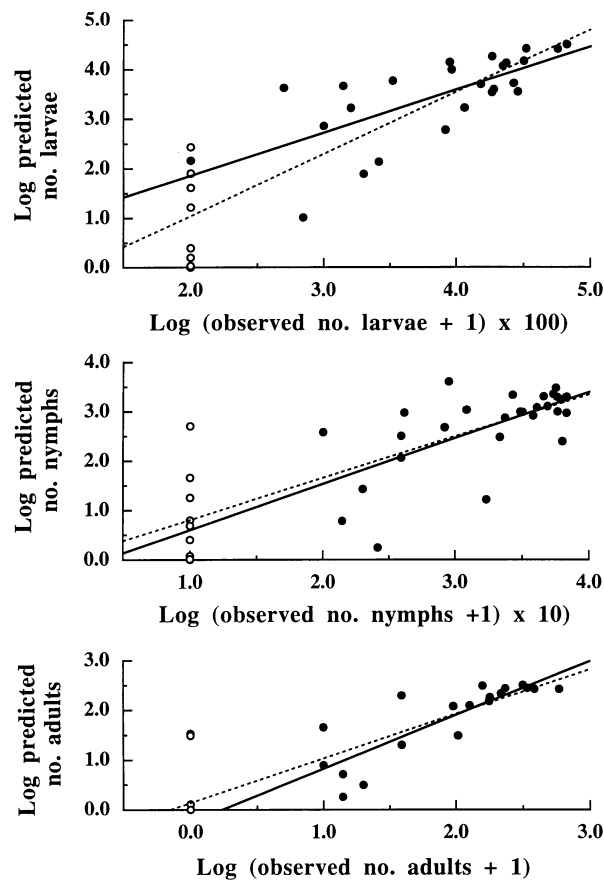 5.0
4.0
3.0
2.0
1.0
0.0
Log predicted
no. larvae
2.0 3.0 4.0 5.0
Log (observed no. larvae + 1) x 100)
4.0
3.0
2.0
1.0
0.0
Log predicted
no. nymphs
1.0 2.0 3.0 4.0
Log (observed no. nymphs +1) x 10)
3.0
2.0
1.0
0.0
Log predicted
no. adults
0.0 1.0 2.0 3.0
Log (observed no. adults + 1)